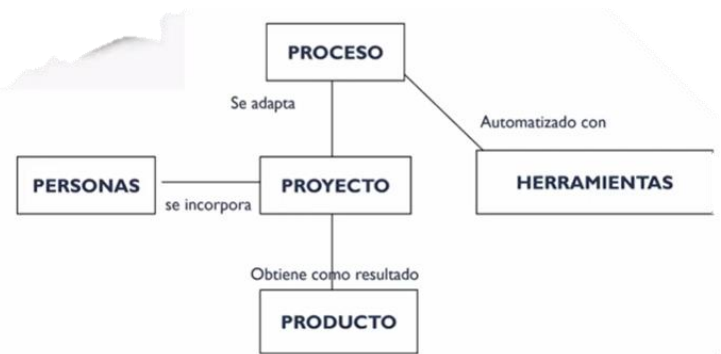 PROCESO
Se adapta
Automatizado con
PERSONAS
se incorpora
PROYECTO
HERRAMIENTAS
Obtiene como resultado
PRODUCTO